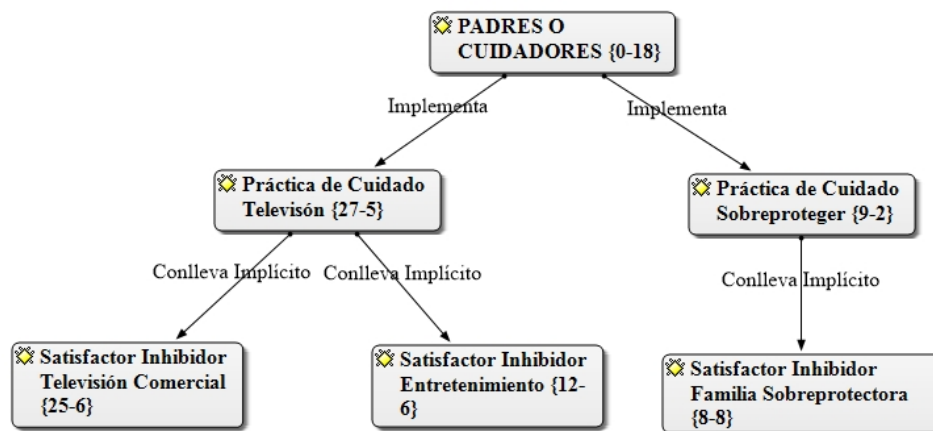 PADRES O
CUIDADORES {0-18}
Implementa
Implementa
Práctica de Cuidado
Televisón {27-5}
Práctica de Cuidado
Sobreproteger {9-2}
Conlleva Implícito
Conlleva Implícito
Conlleva Implícito
Satisfactor Inhibidor
Televisión Comercial
{25-6}
Satisfactor Inhibidor
Entretenimiento {12-
6}
Satisfactor Inhibidor
Familia Sobreprotectora
{8-8}